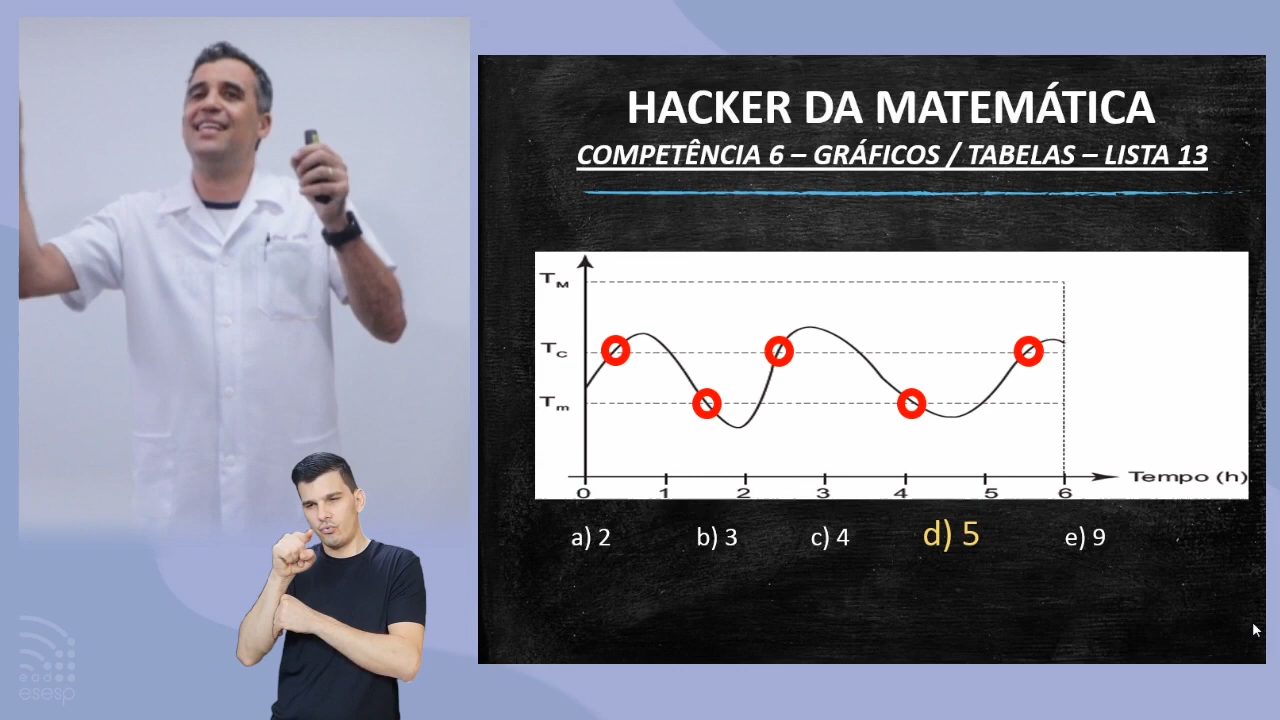 HACKER DA MATEMÁTICA
COMPETÊNCIA 6 – GRÁFICOS / TABELAS – LISTA 13
TM
TC
Tm
0 1 2 3 4 5 6
Tempo (h)
a) 2 b) 3 c) 4 d) 5 e) 9
ead
esesp